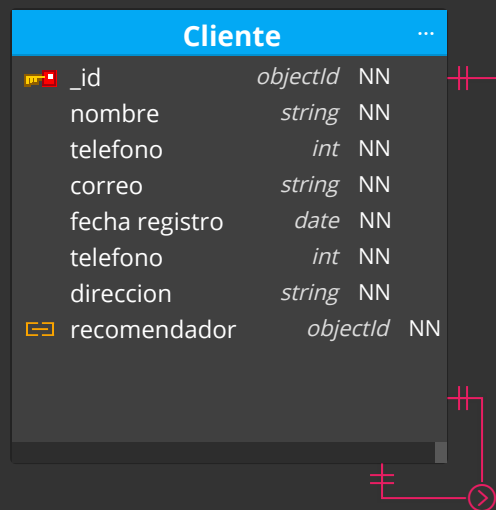 Cliente ...
_id objectId NN
nombre string NN
telefono int NN
correo string NN
fecha registro date NN
telefono int NN
direccion string NN
recomendador objectId NN